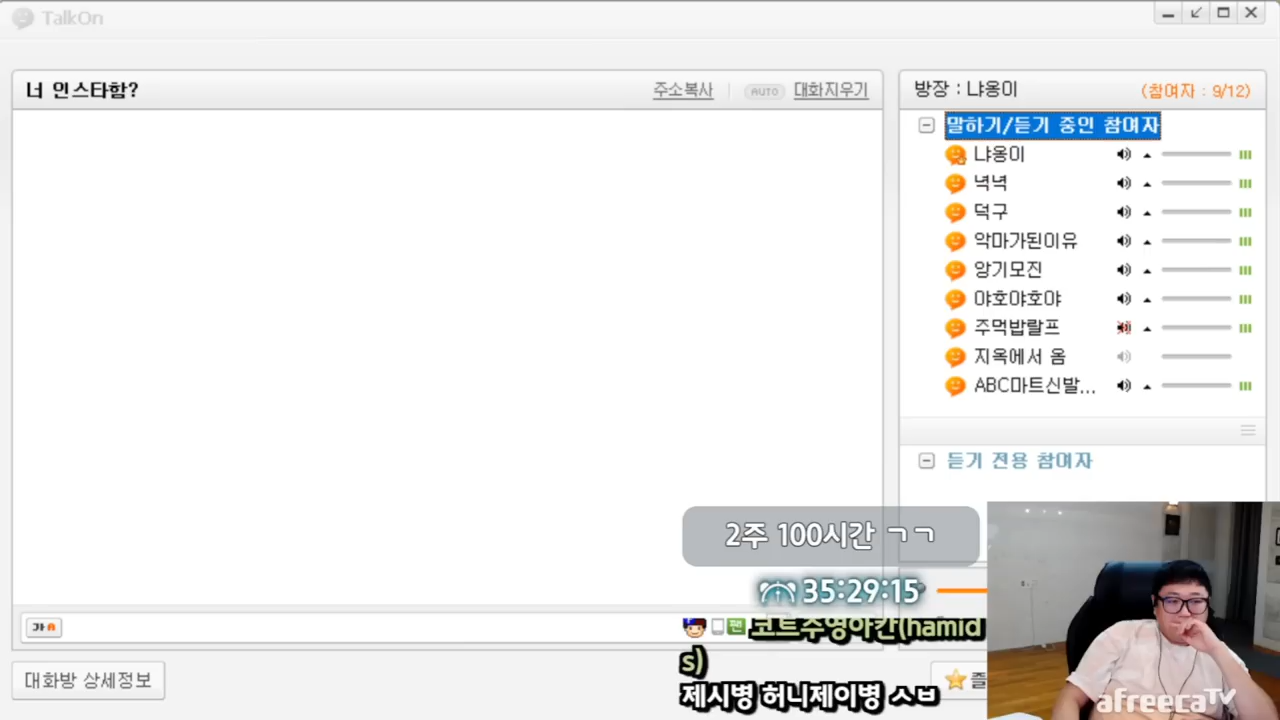 TalkOn
너 인스타함?
주소복사
AUTO
대화지우기
방장 : 냐옹이
(참여자 : 9/12)
말하기/듣기 중인 참여자
냐옹이
녁녁
덕구
악마가된이유
앙기모진
야호야호야
주먹밥랄프
지옥에서 옴
ABC마트신발...
듣기 전용 참여자
2주 100시간 ㄱㄱ
35:29:15
가
팬 코트주영아칸(hamid
s)
제시병 허니제이병 ㅅㅂ
대화방 상세정보
즐
afreecaTV